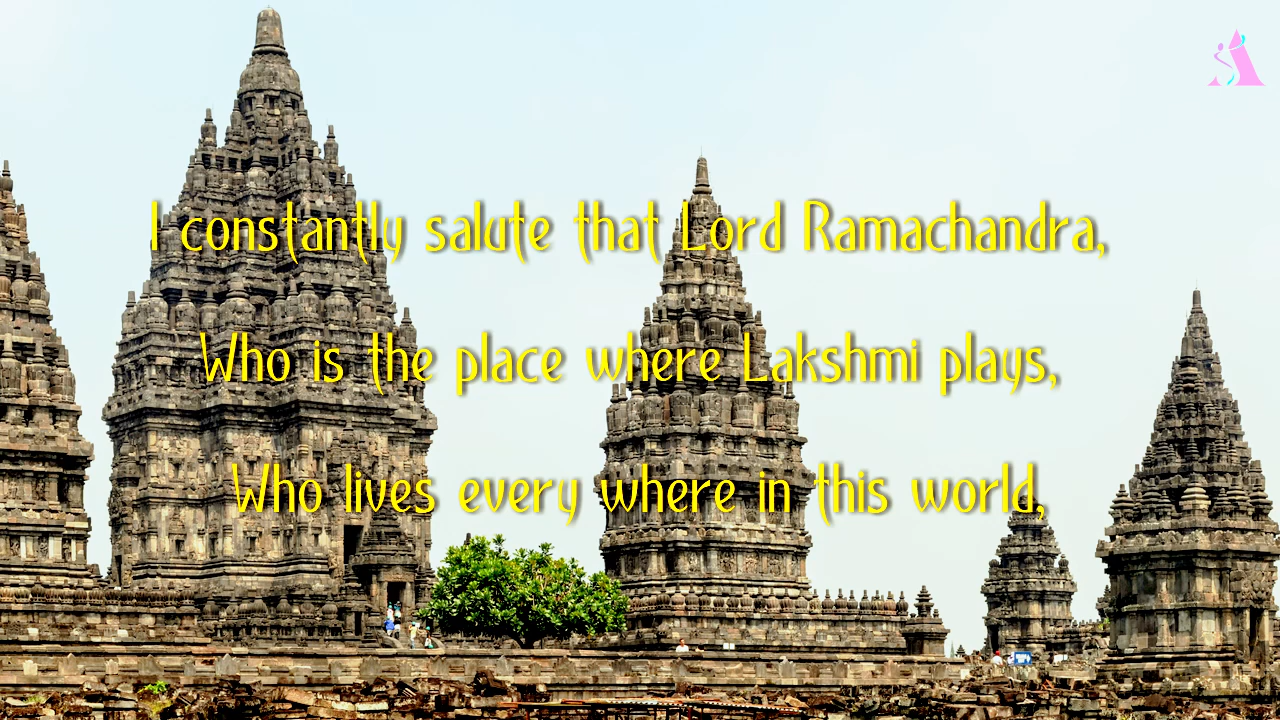 I constantly salute that Lord Ramachandra,
Who is the place where Lakshmi plays,
Who lives every where in this world,